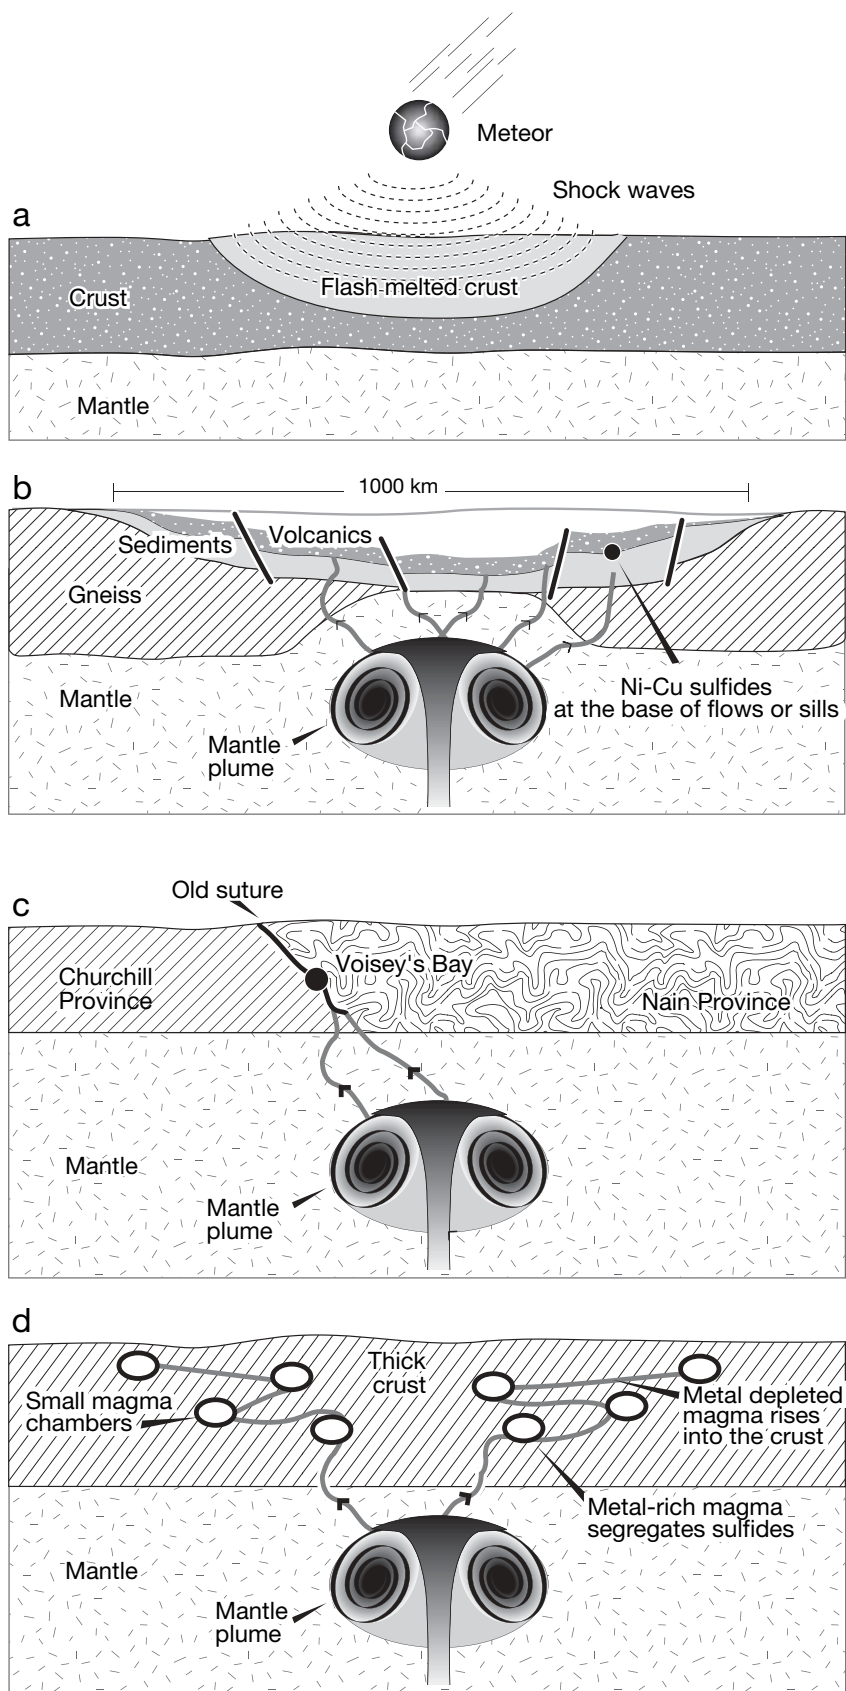 Meteor
Shock waves
a
Flash melted crust
Crust
Mantle
b
1000 km
Sediments
Volcanics
Gneiss
Mantle
Ni-Cu sulfides
at the base of flows or sills
Mantle
plume
Old suture
c
Voisey's Bay
Churchill
Province
Nain Province
Mantle
Mantle
plume
d
Thick
crust
Small magma
chambers
Metal depleted
magma rises
into the crust
Metal-rich magma
segregates sulfides
Mantle
Mantle
plume